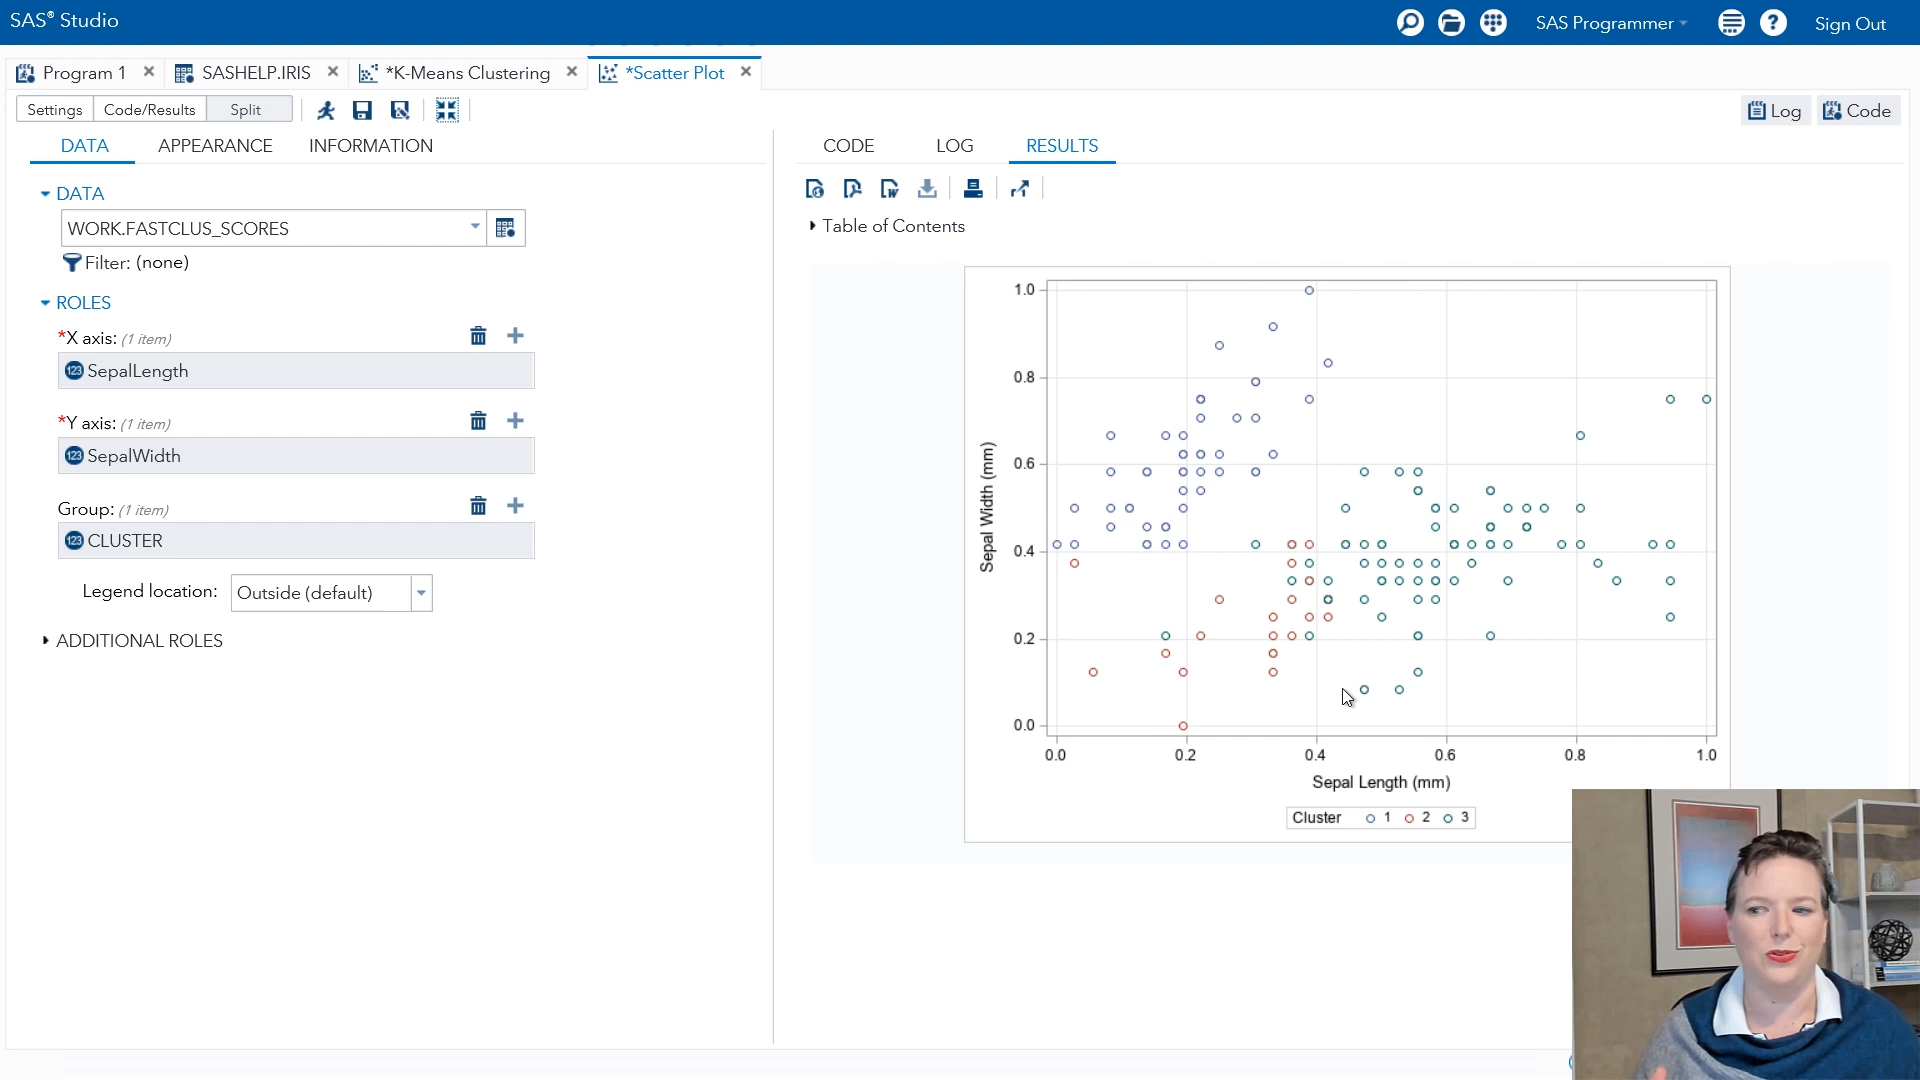 SAS® Studio
SAS Programmer
Sign Out
Program 1
SASHELP.IRIS
*K-Means Clustering
*Scatter Plot
Settings
Code/Results
Split
Log
Code
DATA
APPEARANCE
INFORMATION
CODE
LOG
RESULTS
DATA
WORK.FASTCLUS_SCORES
Filter: (none)
ROLES
*X axis: (1 item)
123 SepalLength
*Y axis: (1 item)
123 SepalWidth
Group: (1 item)
123 CLUSTER
Legend location: Outside (default)
ADDITIONAL ROLES
Table of Contents
1.0
0.8
0.6
0.4
0.2
0.0
Sepal Width (mm)
0.0 0.2 0.4 0.6 0.8 1.0
Sepal Length (mm)
Cluster 1 2 3